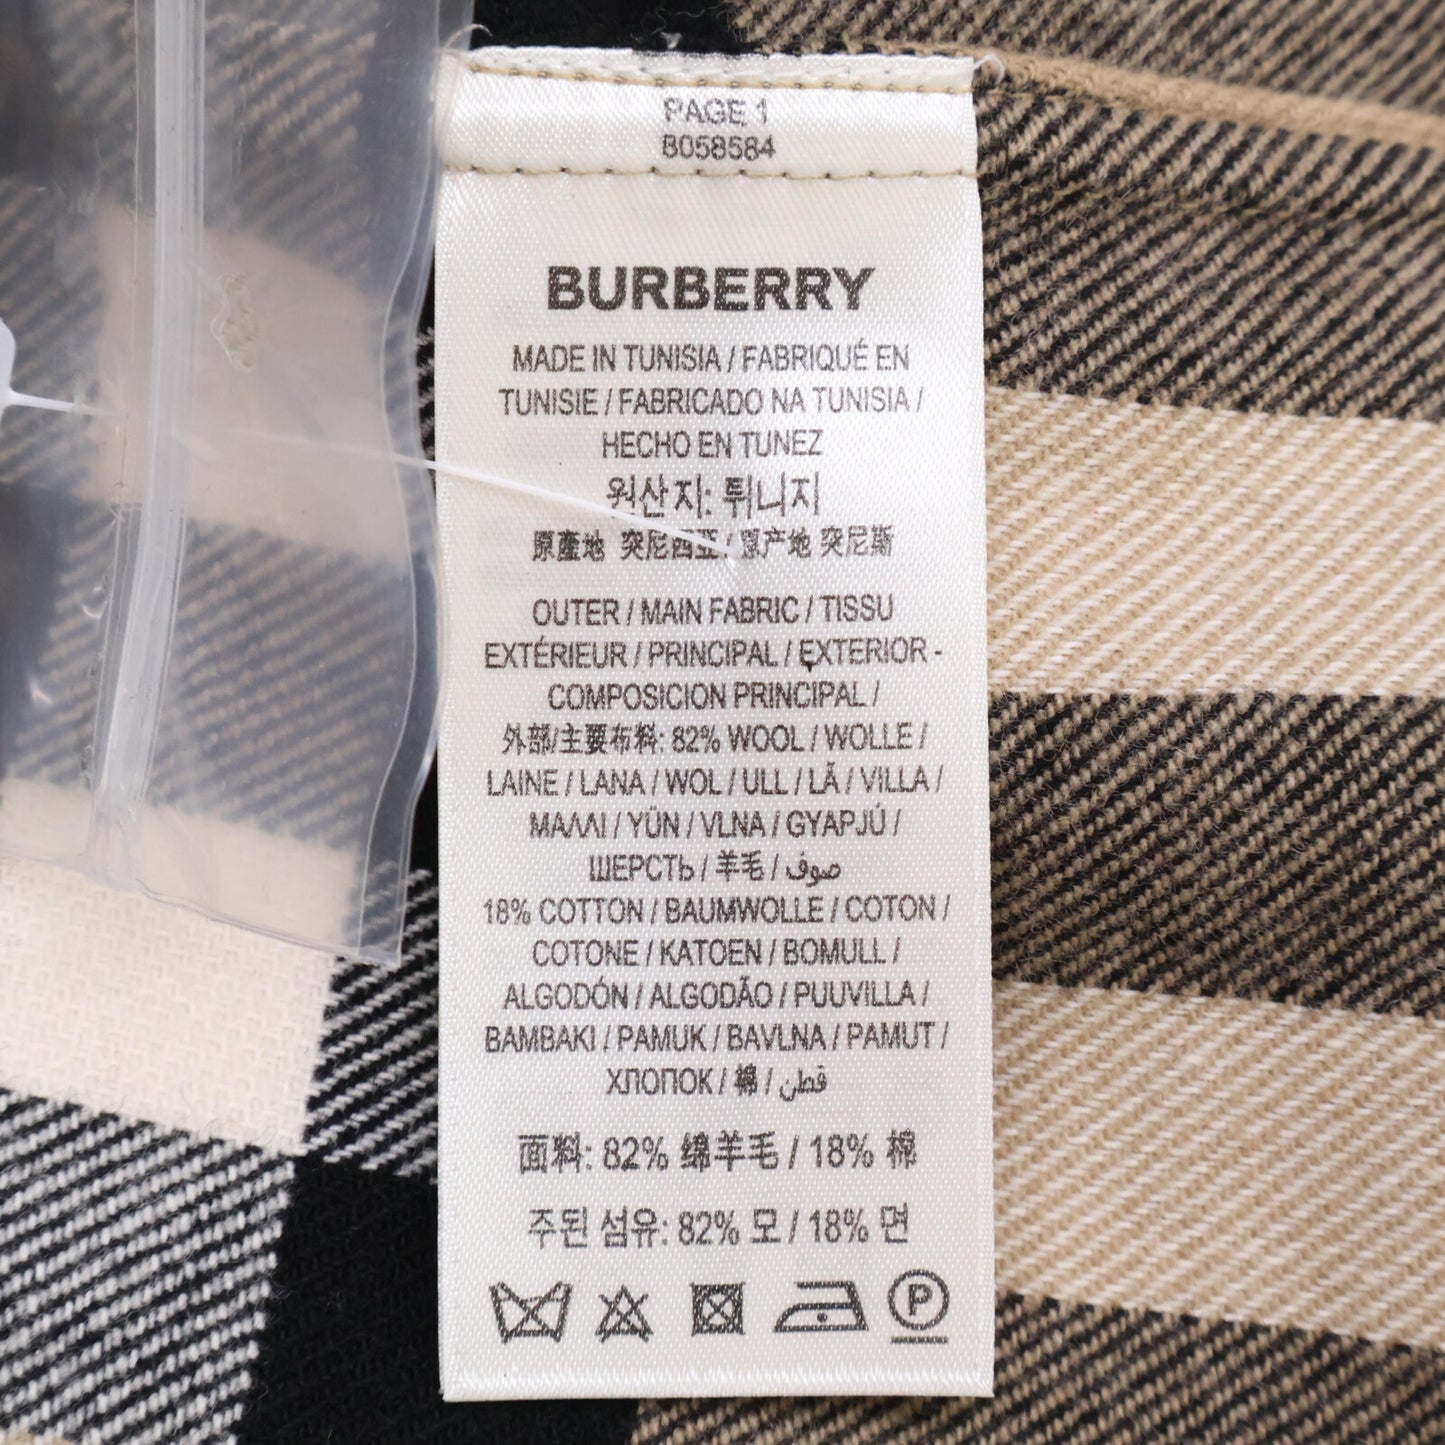 PAGE 1
8058584
BURBERRY
MADE IN TUNISIA / FABRIQUÉ EN
TUNISIE / FABRICADO NA TUNISIA /
HECHO EN TUNEZ
원산지: 튀니지
原產地 突尼西亞 / 原产地 突尼斯
OUTER / MAIN FABRIC / TISSU
EXTÉRIEUR / PRINCIPAL / EXTERIOR -
COMPOSICION PRINCIPAL /
外部/主要布料: 82% WOOL / WOLLE /
LAINE / LANA / WOL / ULL / LÃ / VILLA /
ΜΑΛΛΙ / YÜN / VLNA / GYAPJÚ /
ШЕРСТЬ / 羊毛 / صوف
18% COTTON / BAUMWOLLE / COTON /
COTONE / KATOEN / BOMULL /
ALGODÓN / ALGODÃO / PUUVILLA /
BAMBAKI / PAMUK / BAVLNA / PAMUT /
ХЛОПОК / 棉 / قطن
面料: 82% 绵羊毛 / 18% 棉
주된 섬유: 82% 모 / 18% 면
P